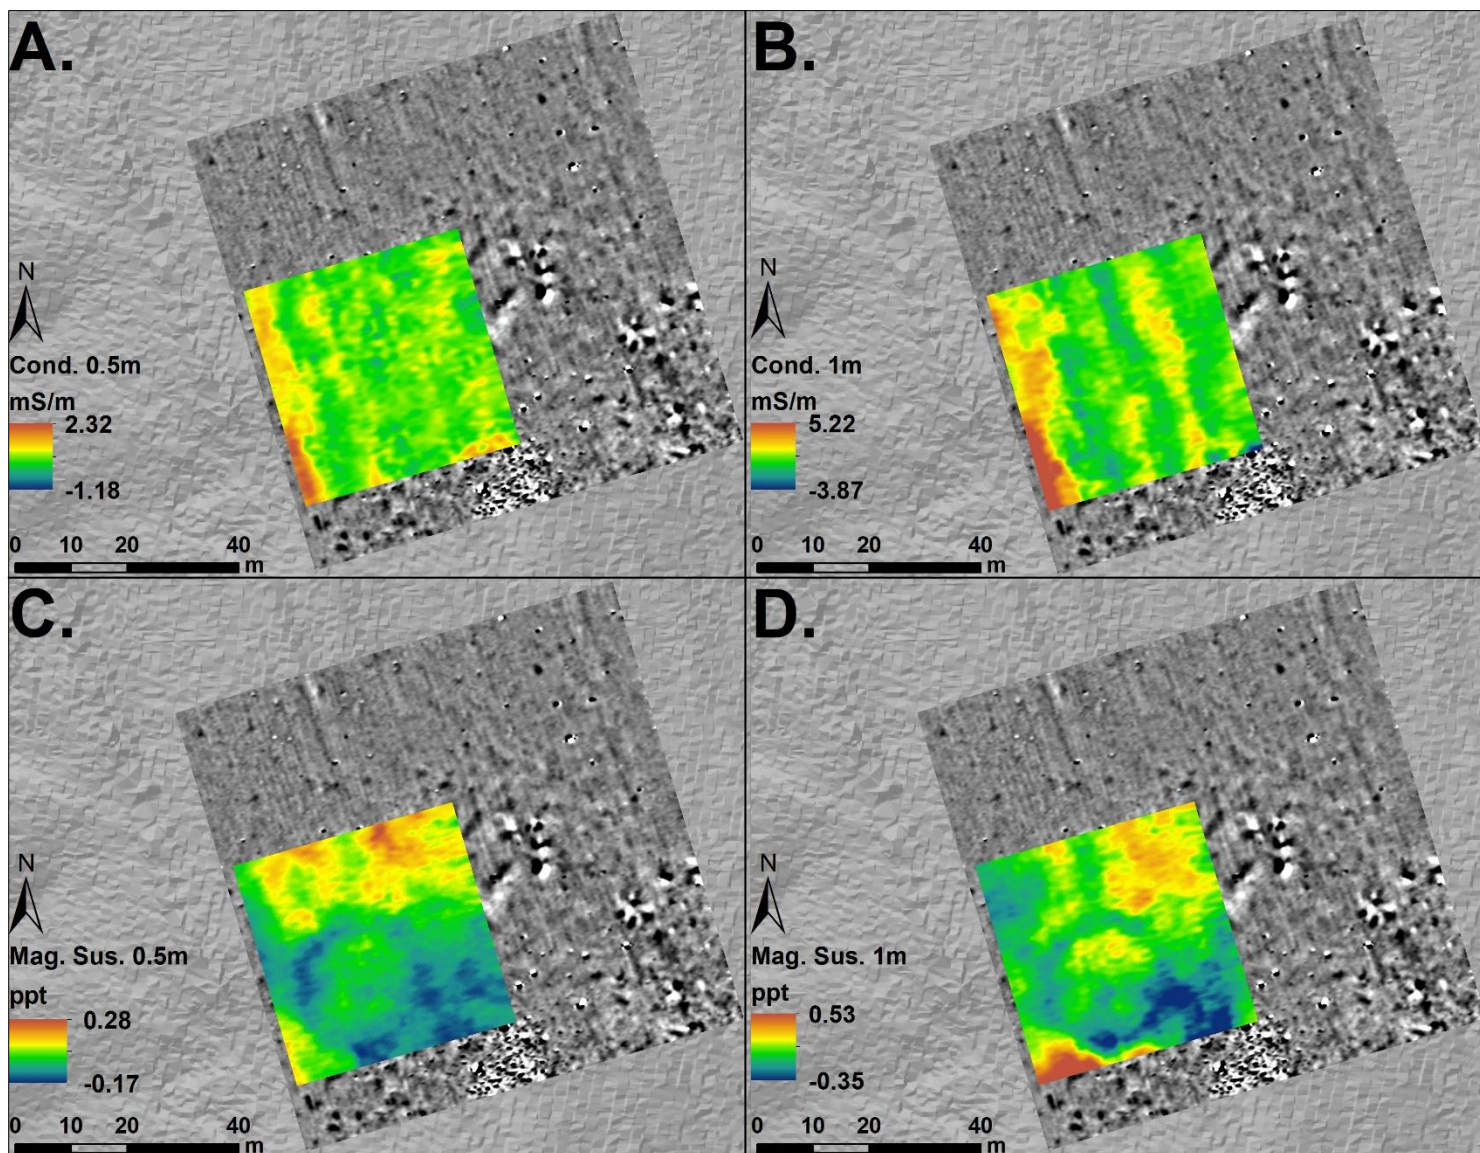 A.
N
Cond. 0.5m
mS/m
2.32
-1.18
0 10 20 40
m
B.
N
Cond. 1m
mS/m
5.22
-3.87
0 10 20 40
m
C.
N
Mag. Sus. 0.5m
ppt
0.28
-0.17
0 10 20 40
m
D.
N
Mag. Sus. 1m
ppt
0.53
-0.35
0 10 20 40
m